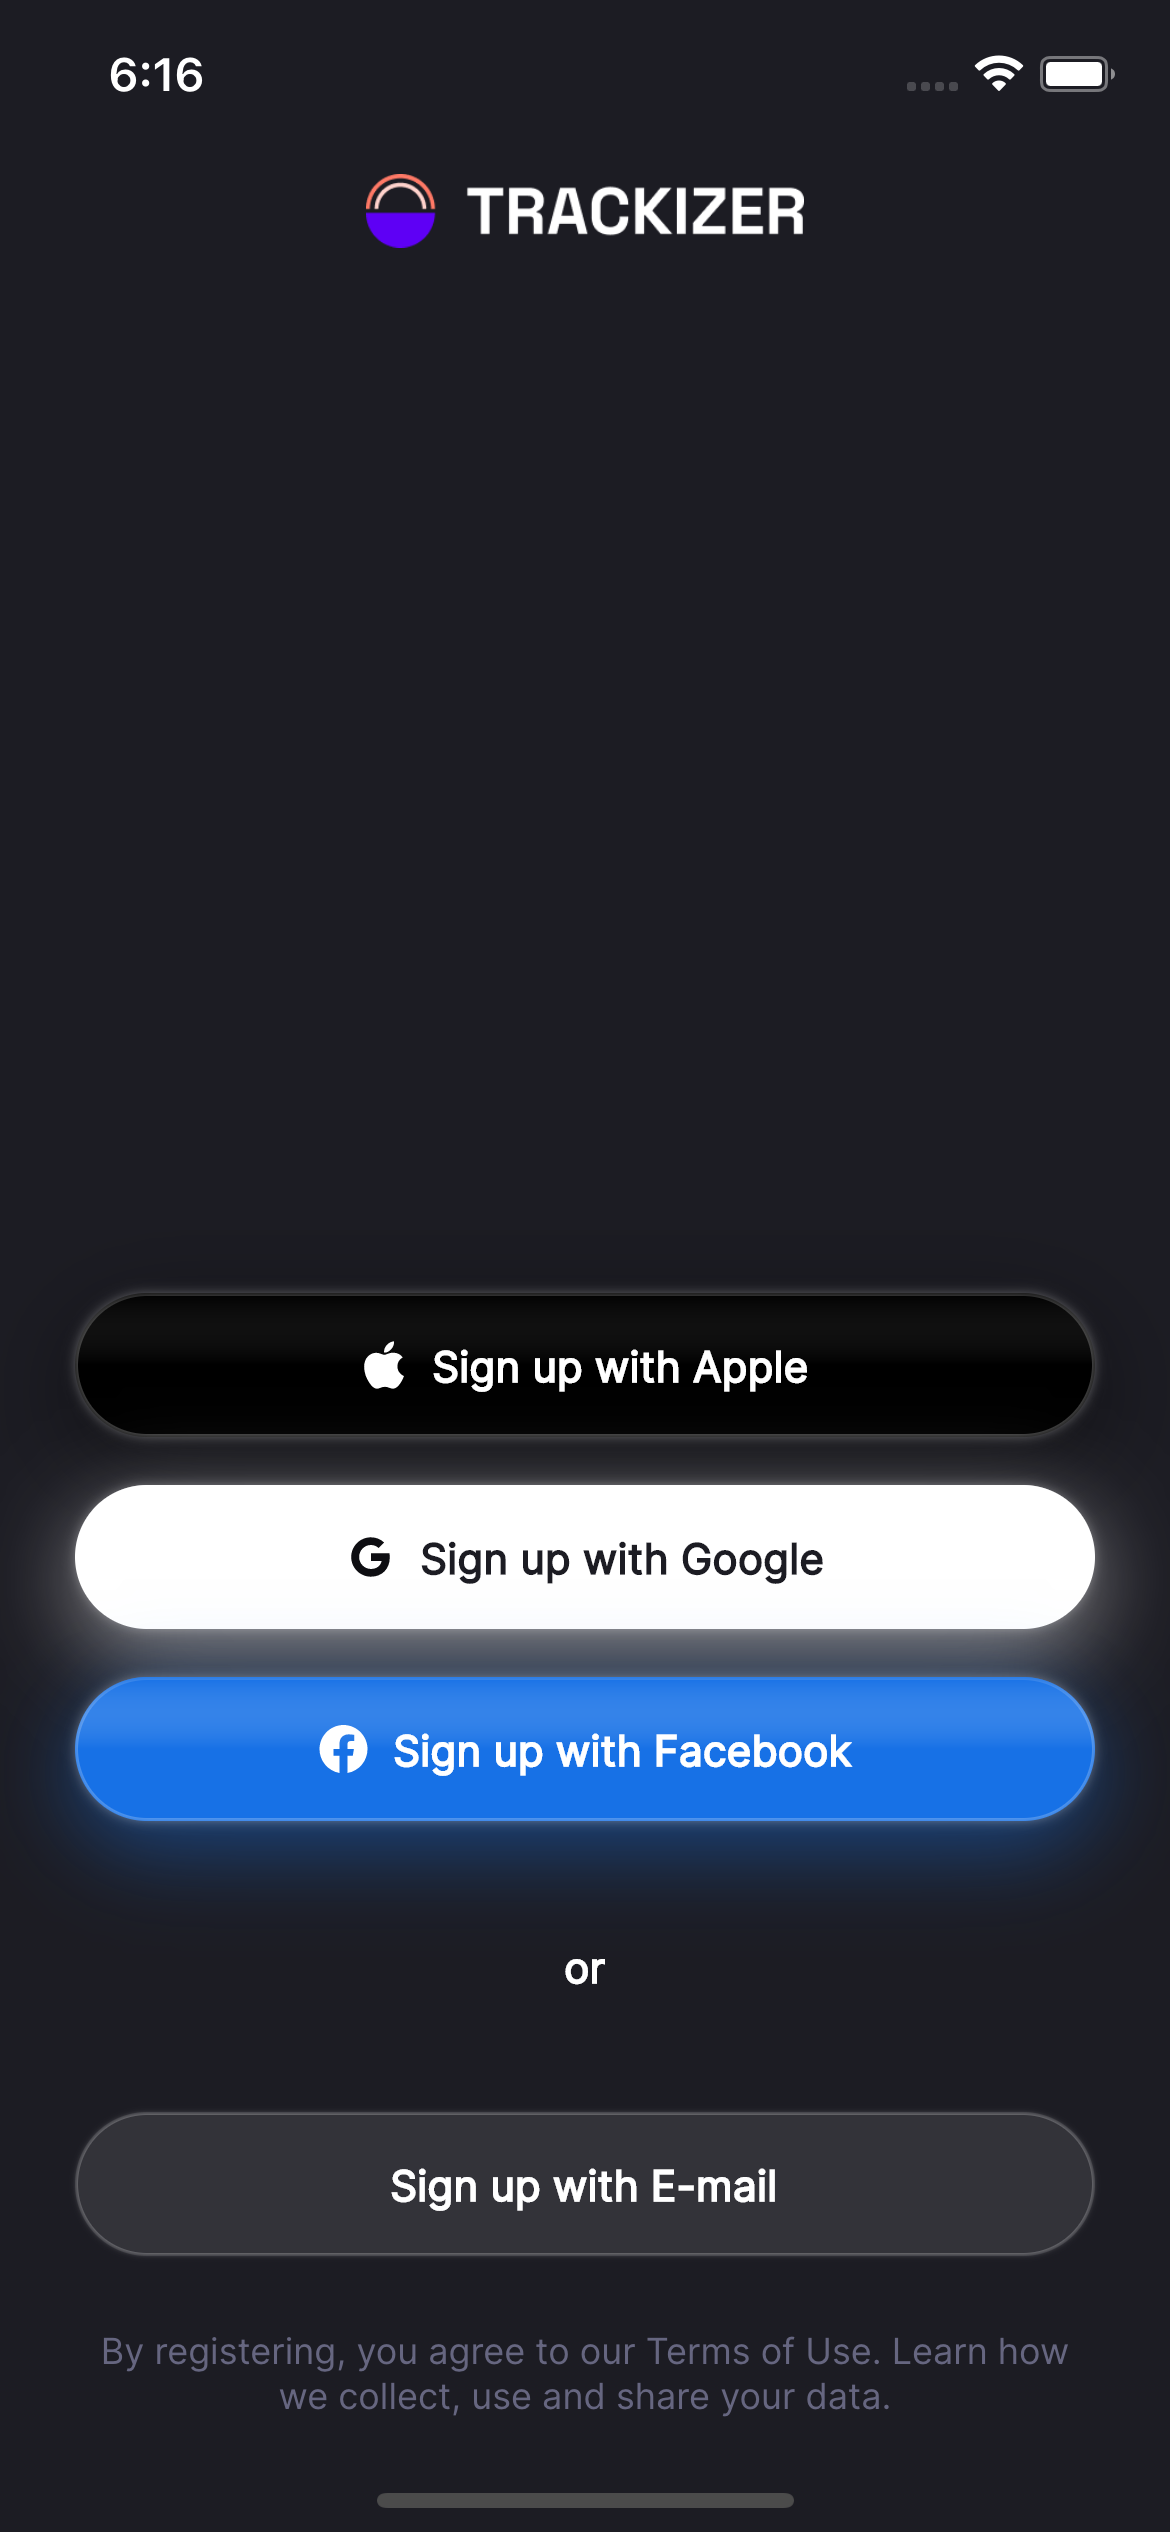 6:16
TRACKIZER
Sign up with Apple
Sign up with Google
Sign up with Facebook
or
Sign up with E-mail
By registering, you agree to our Terms of Use. Learn how
we collect, use and share your data.